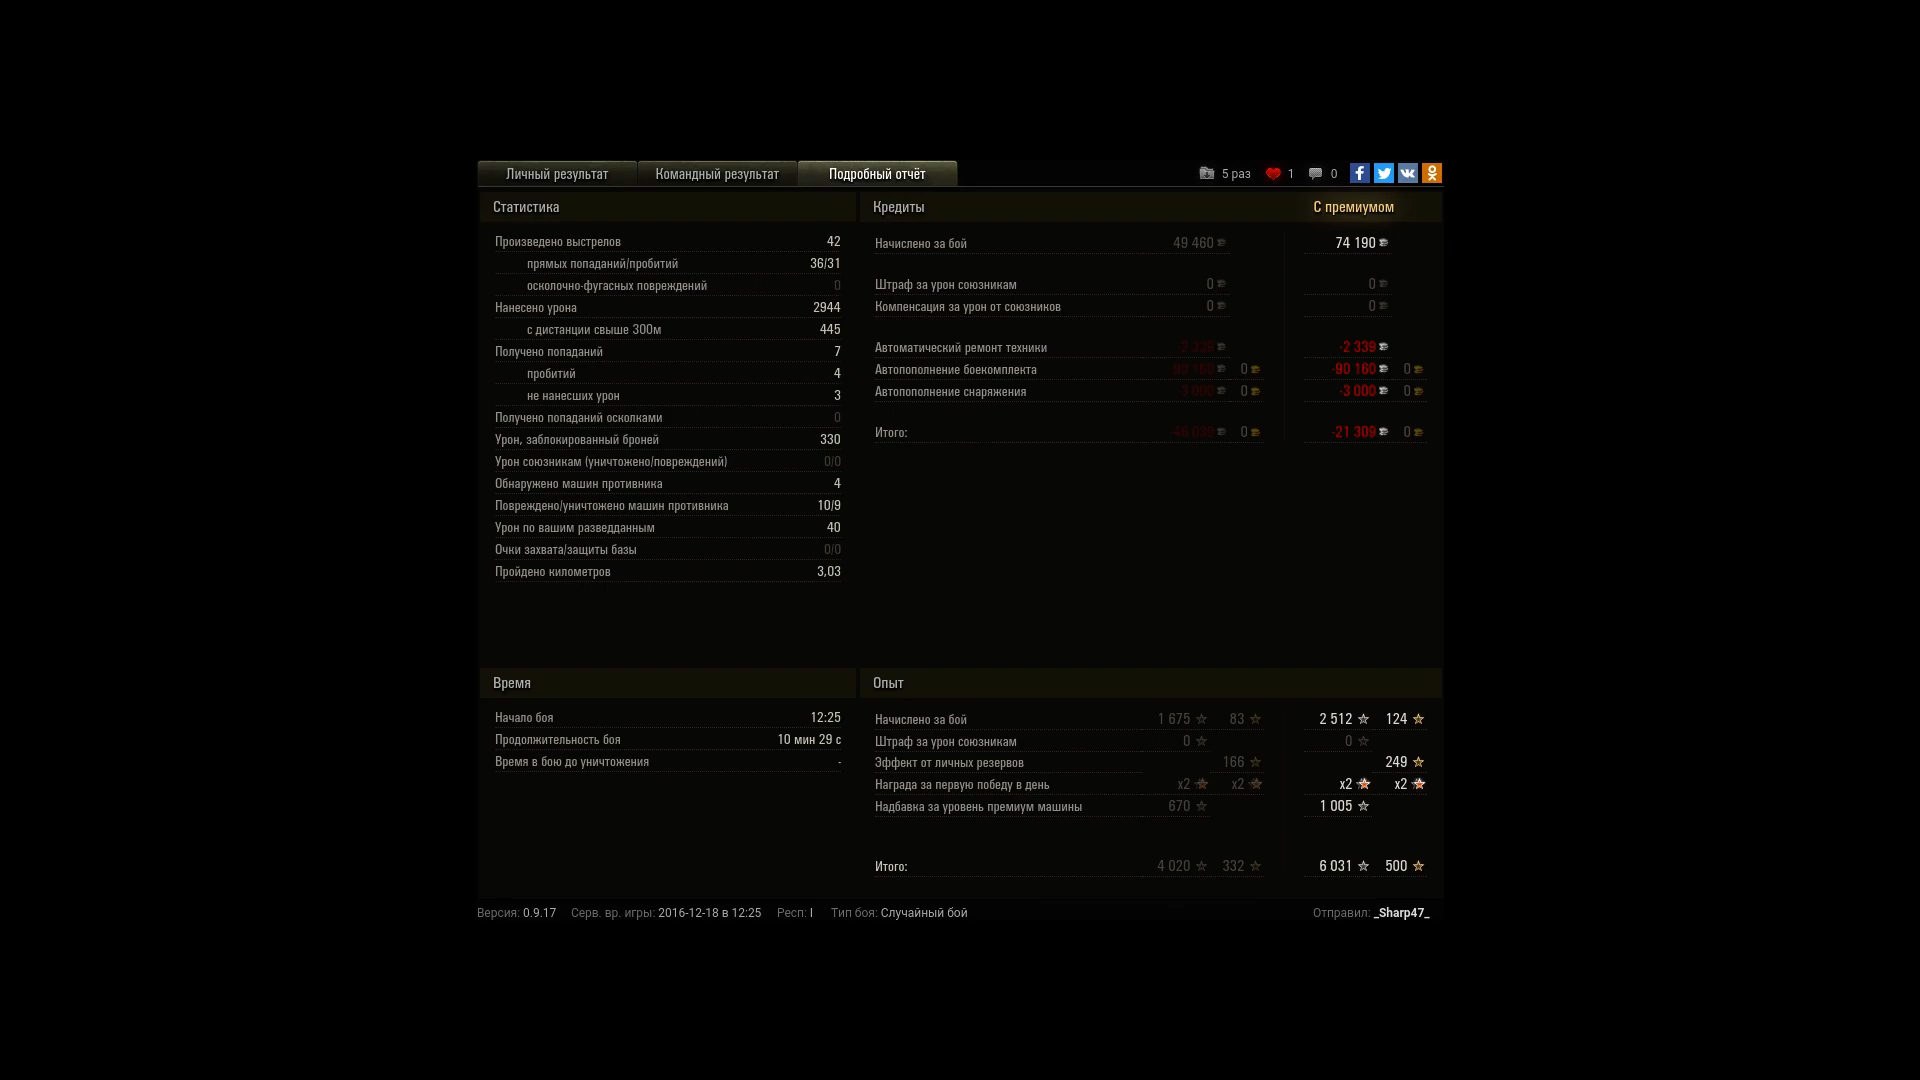 Личный результат Командный результат Подробный отчёт 5 раз 1 0
Статистика
Произведено выстрелов 42
прямых попаданий/пробитий 36/31
осколочно-фугасных повреждений 0
Нанесено урона 2944
с дистанции свыше 300м 445
Получено попаданий 7
пробитий 4
не нанесших урон 3
Получено попаданий осколками 0
Урон, заблокированный броней 330
Урон союзникам (уничтожено/повреждений) 0/0
Обнаружено машин противника 4
Повреждено/уничтожено машин противника 10/9
Урон по вашим разведданным 40
Очки захвата/защиты базы 0/0
Пройдено километров 3,03
Кредиты С премиумом
Начислено за бой 49 460 74 190
Штраф за урон союзникам 0 0
Компенсация за урон от союзников 0 0
Автоматический ремонт техники -2 339 -2 339
Автопополнение боекомплекта -90 160 0 -90 160 0
Автопополнение снаряжения -3 000 0 -3 000 0
Итого: 0 -21 309 0
Время
Начало боя 12:25
Продолжительность боя 10 мин 29 с
Время в бою до уничтожения -
Опыт
Начислено за бой 1 675 83 2 512 124
Штраф за урон союзникам 0 0
Эффект от личных резервов 166 249
Награда за первую победу в день x2 x2 x2 x2
Надбавка за уровень премиум машины 670 1 005
Итого: 4 020 332 6 031 500
Версия: 0.9.17 Серв. вр. игры: 2016-12-18 в 12:25 Респ: I Тип боя: Случайный бой Отправил: _Sharp47_